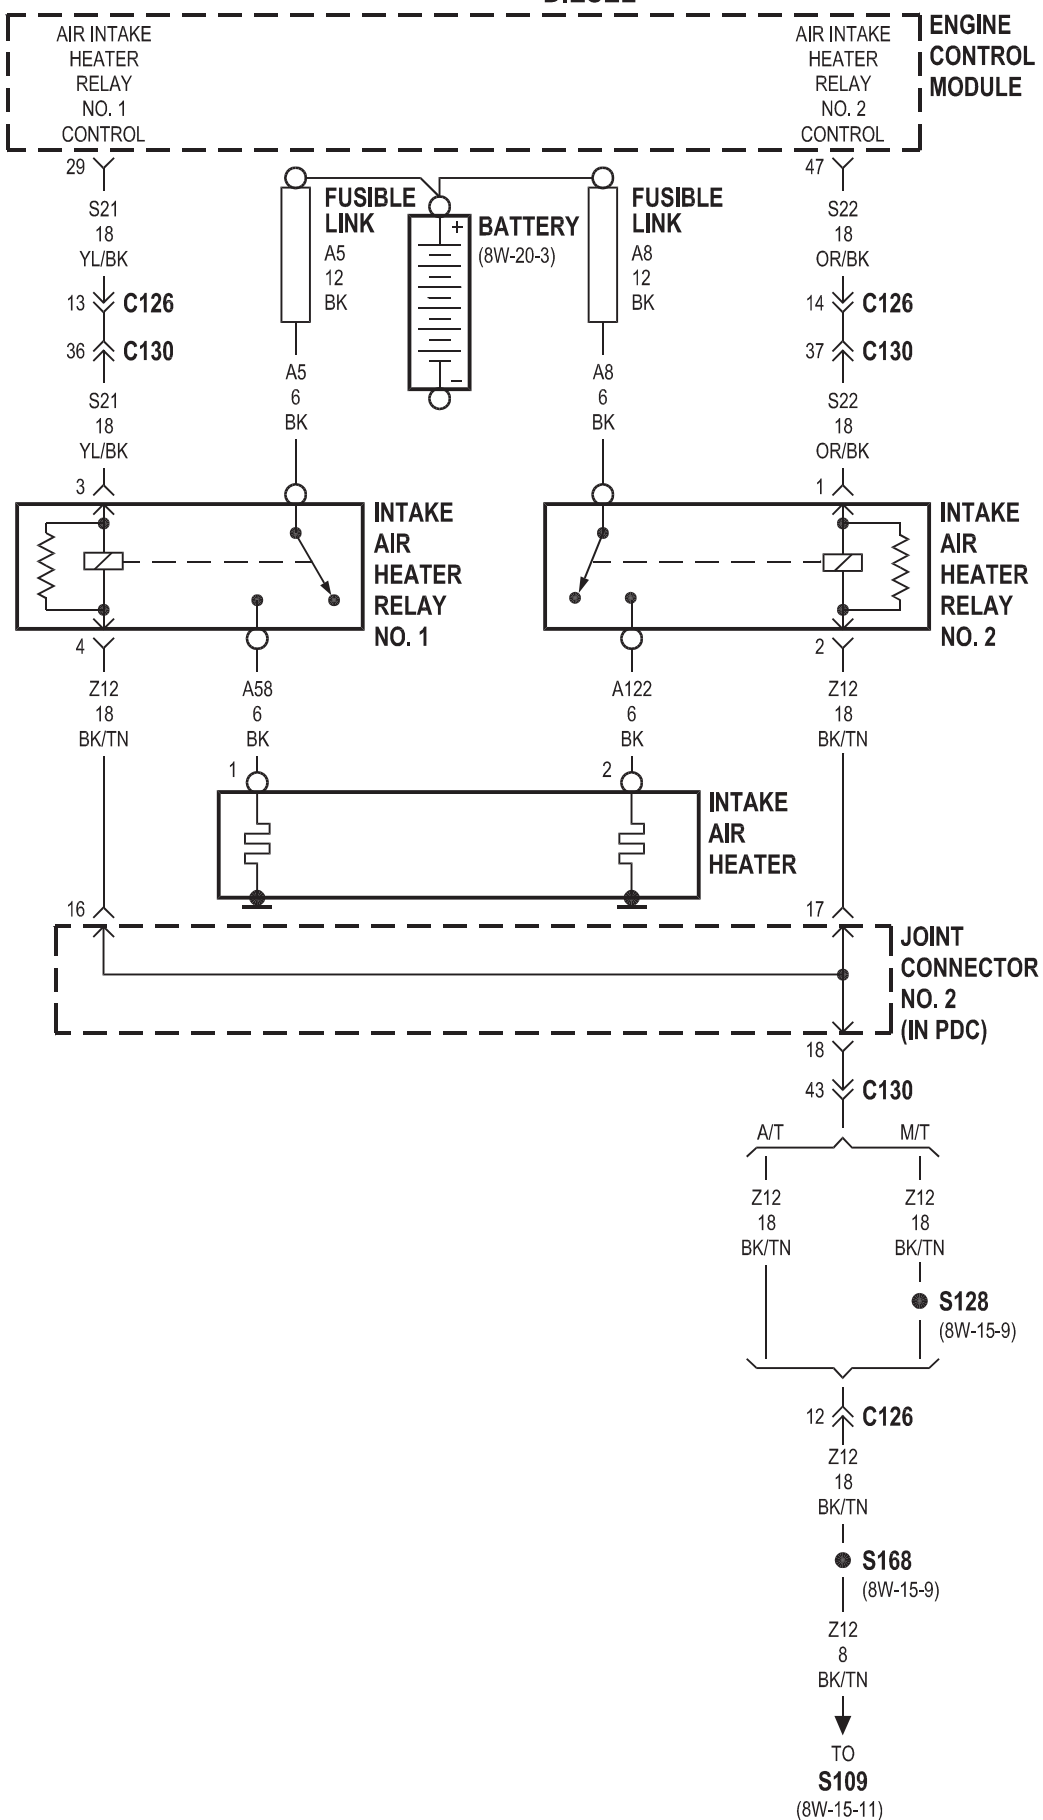 AIR INTAKE
HEATER
RELAY
NO. 1
CONTROL
AIR INTAKE
HEATER
RELAY
NO. 2
CONTROL
ENGINE
CONTROL
MODULE
29
S21
18
YL/BK
13
C126
36
C130
S21
18
YL/BK
3
FUSIBLE
LINK
A5
12
BK
A5
6
BK
+
−
BATTERY
(8W-20-3)
FUSIBLE
LINK
A8
12
BK
A8
6
BK
47
S22
18
OR/BK
14
C126
37
C130
S22
18
OR/BK
1
INTAKE
AIR
HEATER
RELAY
NO. 1
INTAKE
AIR
HEATER
RELAY
NO. 2
4
Z12
18
BK/TN
A58
6
BK
1
A122
6
BK
2
2
Z12
18
BK/TN
INTAKE
AIR
HEATER
16
17
JOINT
CONNECTOR
NO. 2
(IN PDC)
18
43
C130
A/T
M/T
Z12
18
BK/TN
Z12
18
BK/TN
S128
(8W-15-9)
12
C126
Z12
18
BK/TN
S168
(8W-15-9)
Z12
8
BK/TN
TO
S109
(8W-15-11)